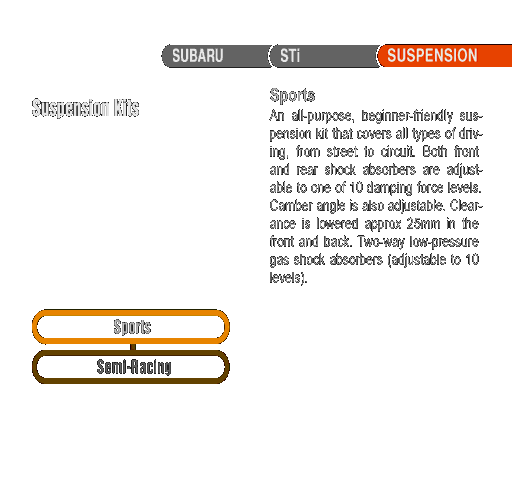 SUBARU STi SUSPENSION
Suspension Kits
Sports
An all-purpose, beginner-friendly sus-
pension kit that covers all types of driv-
ing, from street to circuit. Both front
and rear shock absorbers are adjust-
able to one of 10 damping force levels.
Camber angle is also adjustable. Clear-
ance is lowered approx 25mm in the
front and back. Two-way low-pressure
gas shock absorbers (adjustable to 10
levels).
Sports
Semi-Racing